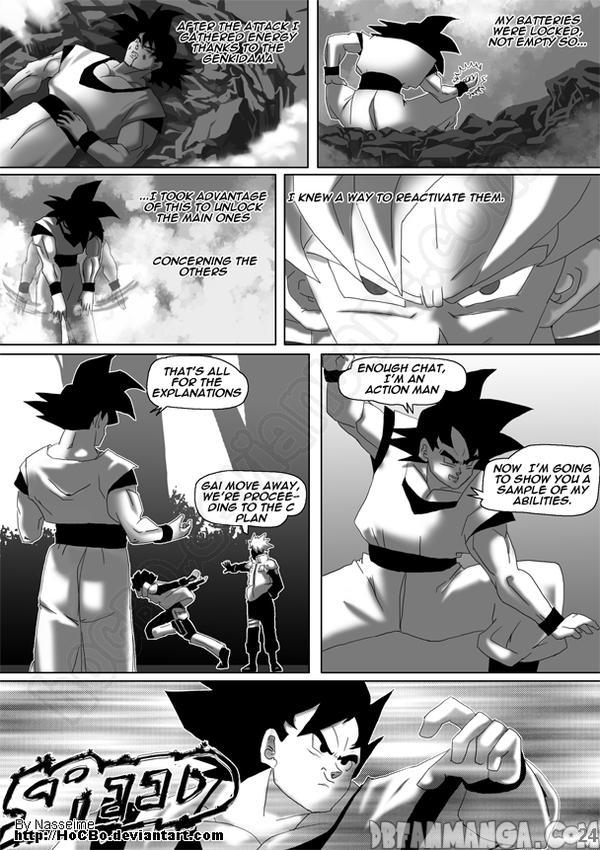 AFTER THE ATTACK I
GATHERED ENERGY
THANKS TO THE
GENKIDAMA
MY BATTERIES
WERE LOCKED,
NOT EMPTY SO...
...I TOOK ADVANTAGE
OF THIS TO UNLOCK
THE MAIN ONES
CONCERNING THE
OTHERS
I KNEW A WAY TO REACTIVATE THEM.
THAT'S ALL
FOR THE
EXPLANATIONS
GAI MOVE AWAY,
WE'RE PROCEE-
DING TO THE C
PLAN
ENOUGH CHAT,
I'M AN
ACTION MAN
NOW I'M GOING
TO SHOW YOU A
SAMPLE OF MY
ABILITIES.
By Nasselme
http://HoCBo.deviantart.com
DBFANMANGA.COM
24